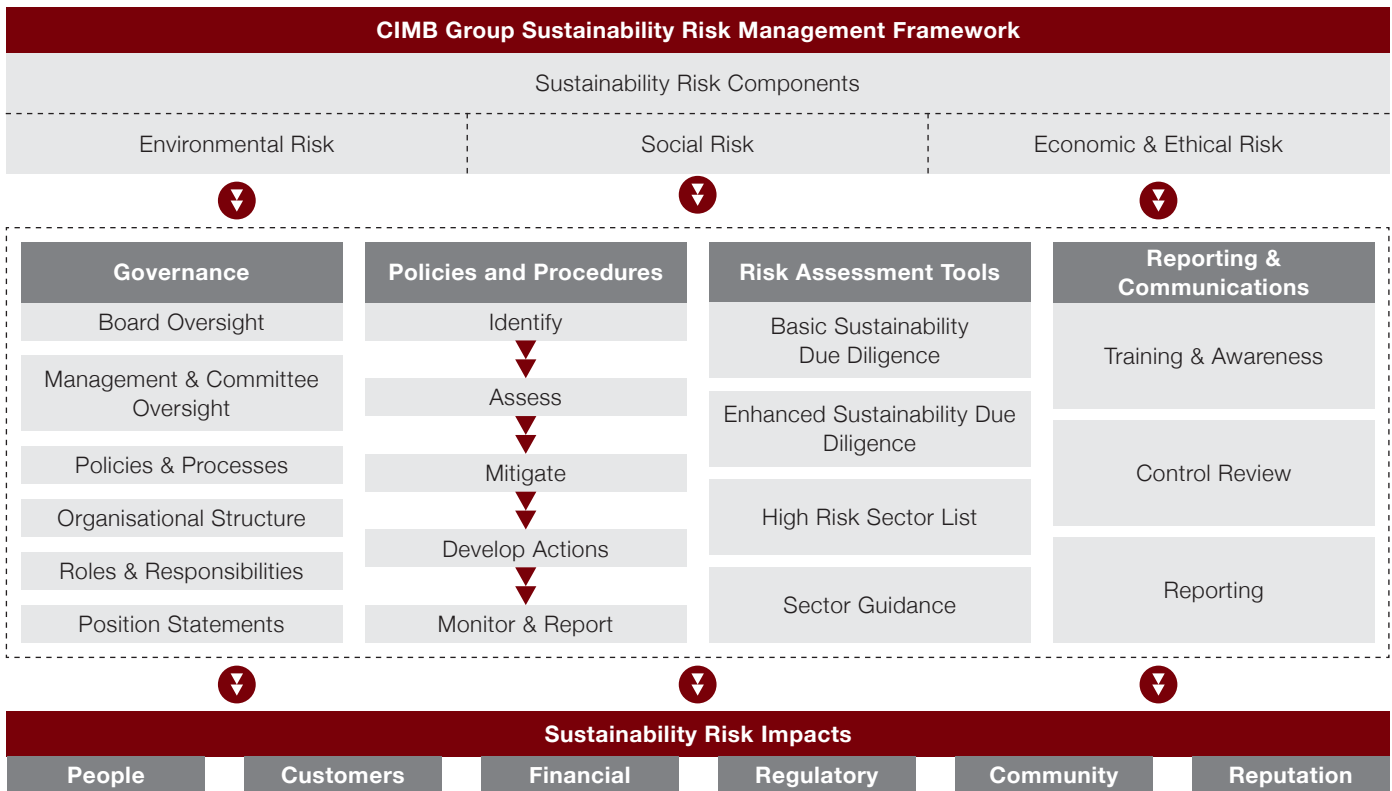 CIMB Group Sustainability Risk Management Framework
Sustainability Risk Components
Environmental Risk
Social Risk
Economic & Ethical Risk
Governance
Board Oversight
Management & Committee
Oversight
Policies & Processes
Organisational Structure
Roles & Responsibilities
Position Statements
Policies and Procedures
Identify
Assess
Mitigate
Develop Actions
Monitor & Report
Risk Assessment Tools
Basic Sustainability
Due Diligence
Enhanced Sustainability Due
Diligence
High Risk Sector List
Sector Guidance
Reporting &
Communications
Training & Awareness
Control Review
Reporting
Sustainability Risk Impacts
People
Customers
Financial
Regulatory
Community
Reputation